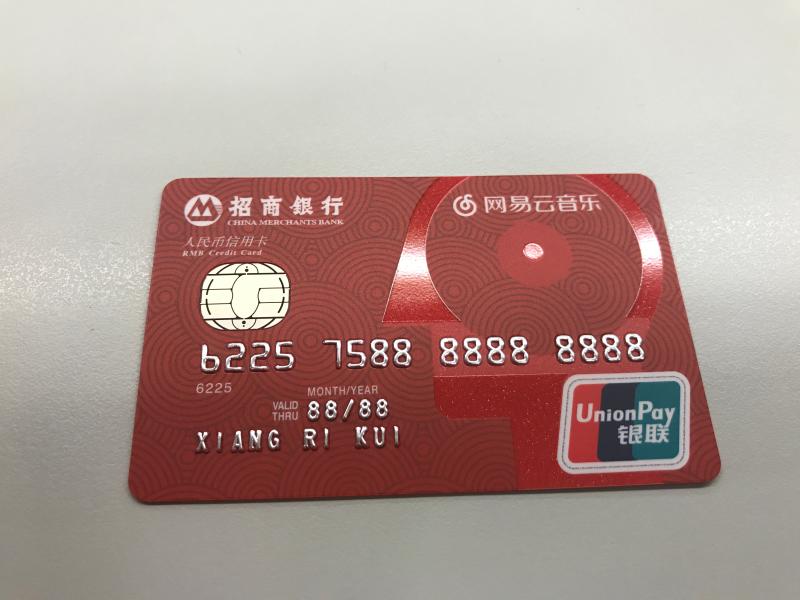 招商銀行
CHINA MERCHANTS BANK
网易云音乐
人民币信用卡
RMB Credit Card
6225 7588 8888 8888
6225
MONTH/YEAR
VALID THRU 88/88
XIANG RI KUI
UnionPay
银联